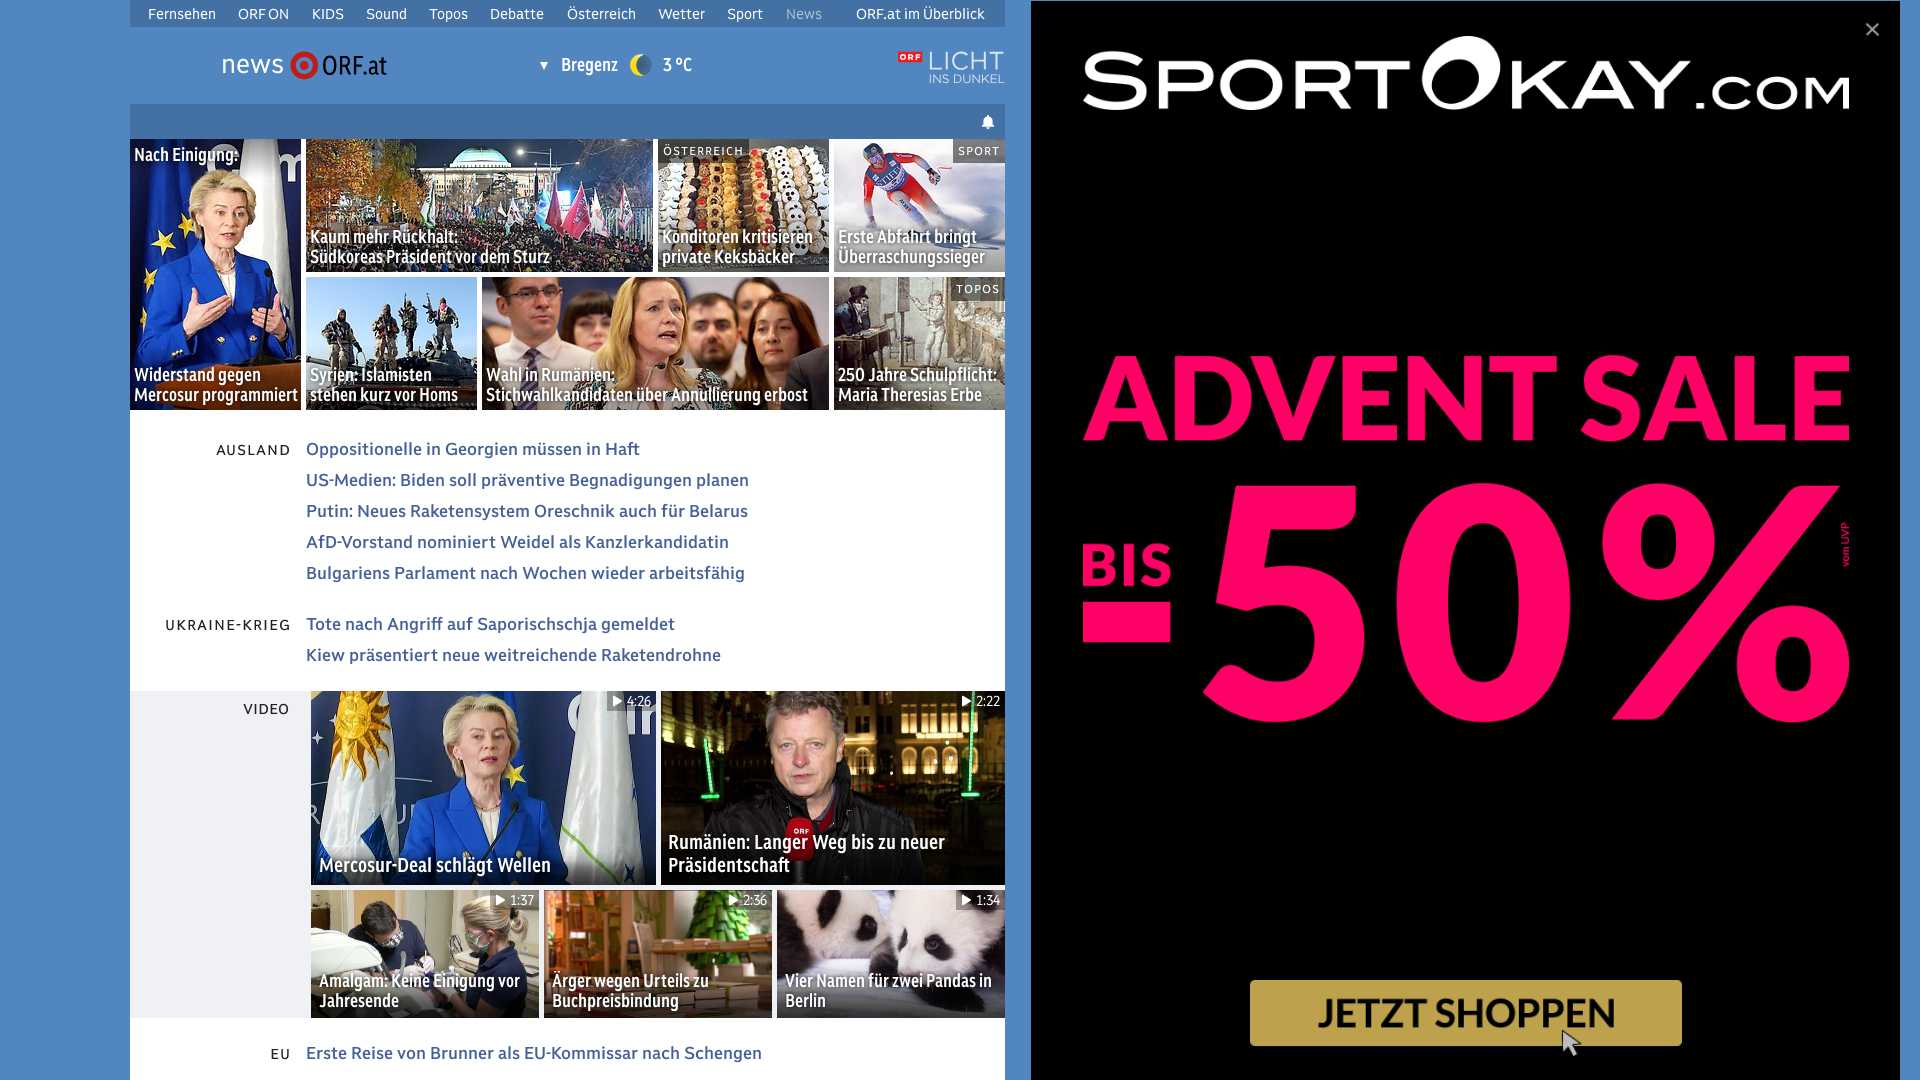 Fernsehen ORF ON KIDS Sound Topos Debatte Österreich Wetter Sport News ORF.at im Überblick
news ORF.at
Bregenz 3 °C
ORF LICHT
INS DUNKEL
Nach Einigung:
Widerstand gegen
Mercosur programmiert
Kaum mehr Rückhalt:
Südkoreas Präsident vor dem Sturz
ÖSTERREICH
Konditoren kritisieren
private Keksbäcker
SPORT
Erste Abfahrt bringt
Überraschungssieger
Syrien: Islamisten
stehen kurz vor Homs
Wahl in Rumänien:
Stichwahlkandidaten über Annullierung erbost
TOPOS
250 Jahre Schulpflicht:
Maria Theresias Erbe
AUSLAND
Oppositionelle in Georgien müssen in Haft
US-Medien: Biden soll präventive Begnadigungen planen
Putin: Neues Raketensystem Oreschnik auch für Belarus
AfD-Vorstand nominiert Weidel als Kanzlerkandidatin
Bulgariens Parlament nach Wochen wieder arbeitsfähig
UKRAINE-KRIEG
Tote nach Angriff auf Saporischschja gemeldet
Kiew präsentiert neue weitreichende Raketendrohne
VIDEO
4:26
Mercosur-Deal schlägt Wellen
2:22
ORF
Rumänien: Langer Weg bis zu neuer
Präsidentschaft
1:37
Amalgam: Keine Einigung vor
Jahresende
2:36
Ärger wegen Urteils zu
Buchpreisbindung
1:34
Vier Namen für zwei Pandas in
Berlin
EU
Erste Reise von Brunner als EU-Kommissar nach Schengen
SPORTOKAY.COM
ADVENT SALE
BIS
-50%
vom UVP
JETZT SHOPPEN